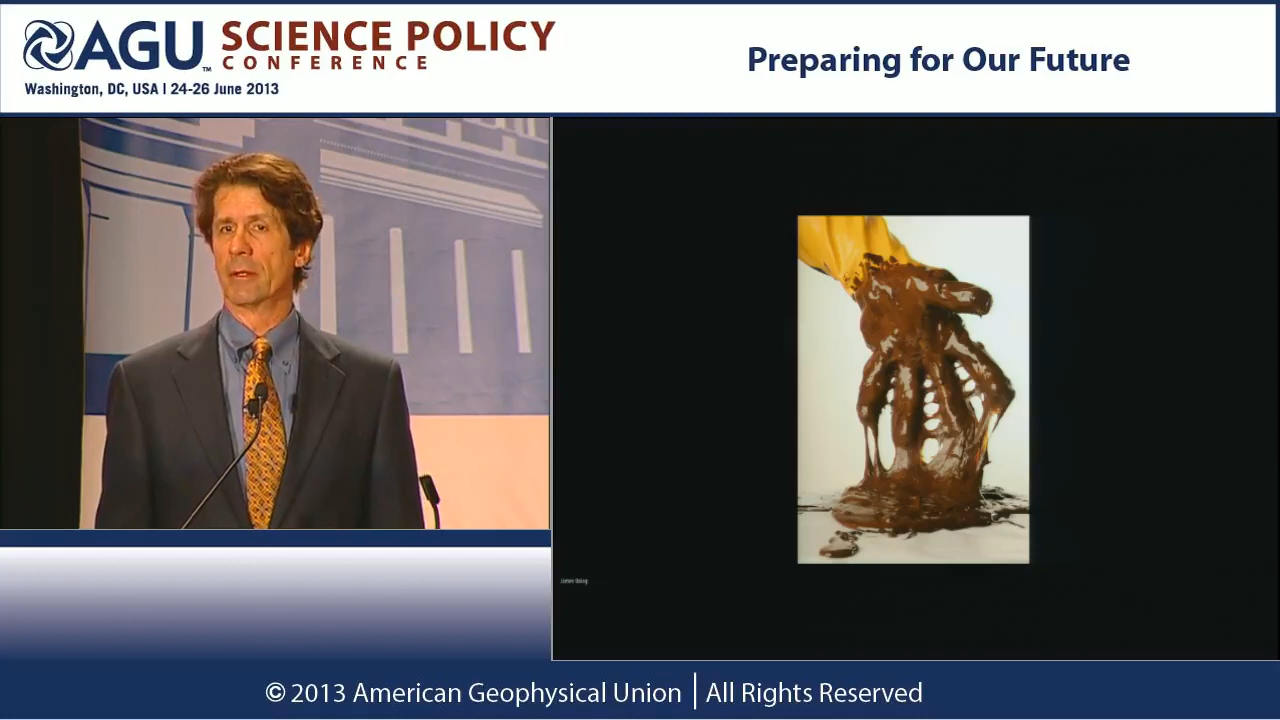 AGU SCIENCE POLICY
™ CONFERENCE
Washington, DC, USA | 24-26 June 2013
Preparing for Our Future
© 2013 American Geophysical Union | All Rights Reserved